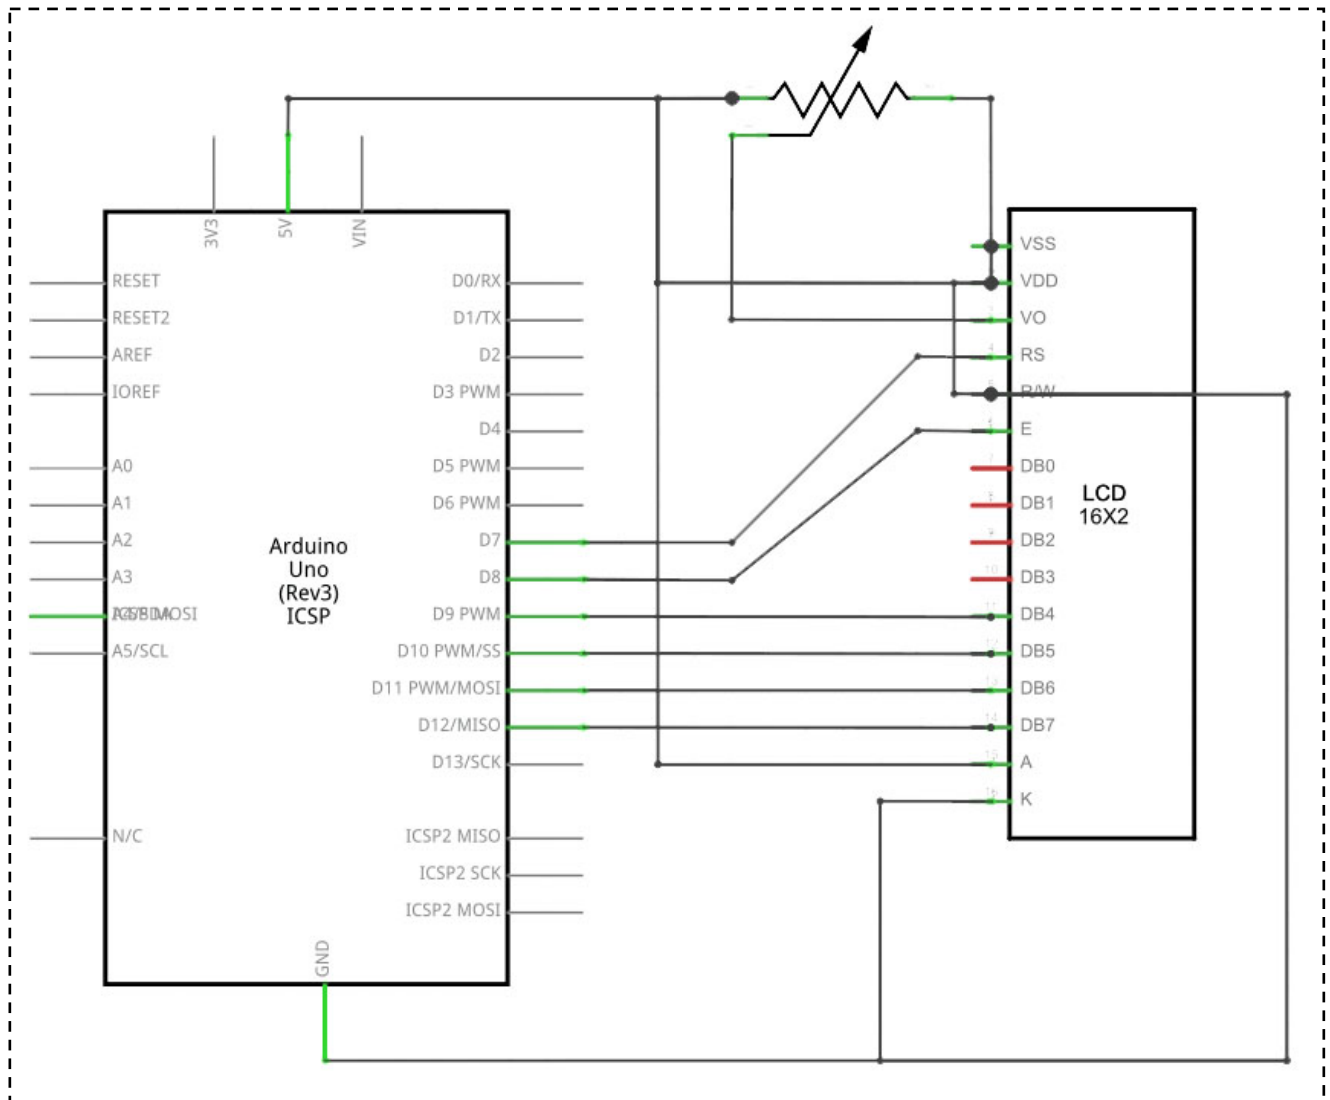 3V3
5V
VIN
RESET
RESET2
AREF
IOREF
A0
A1
A2
A3
A5/SCL
N/C
Arduino
Uno
(Rev3)
ICSP
D0/RX
D1/TX
D2
D3 PWM
D4
D5 PWM
D6 PWM
D7
D8
D9 PWM
D10 PWM/SS
D11 PWM/MOSI
D12/MISO
D13/SCK
ICSP2 MISO
ICSP2 SCK
ICSP2 MOSI
GND
VSS
VDD
VO
RS
R/W
E
DB0
DB1
DB2
DB3
DB4
DB5
DB6
DB7
A
K
LCD
16X2